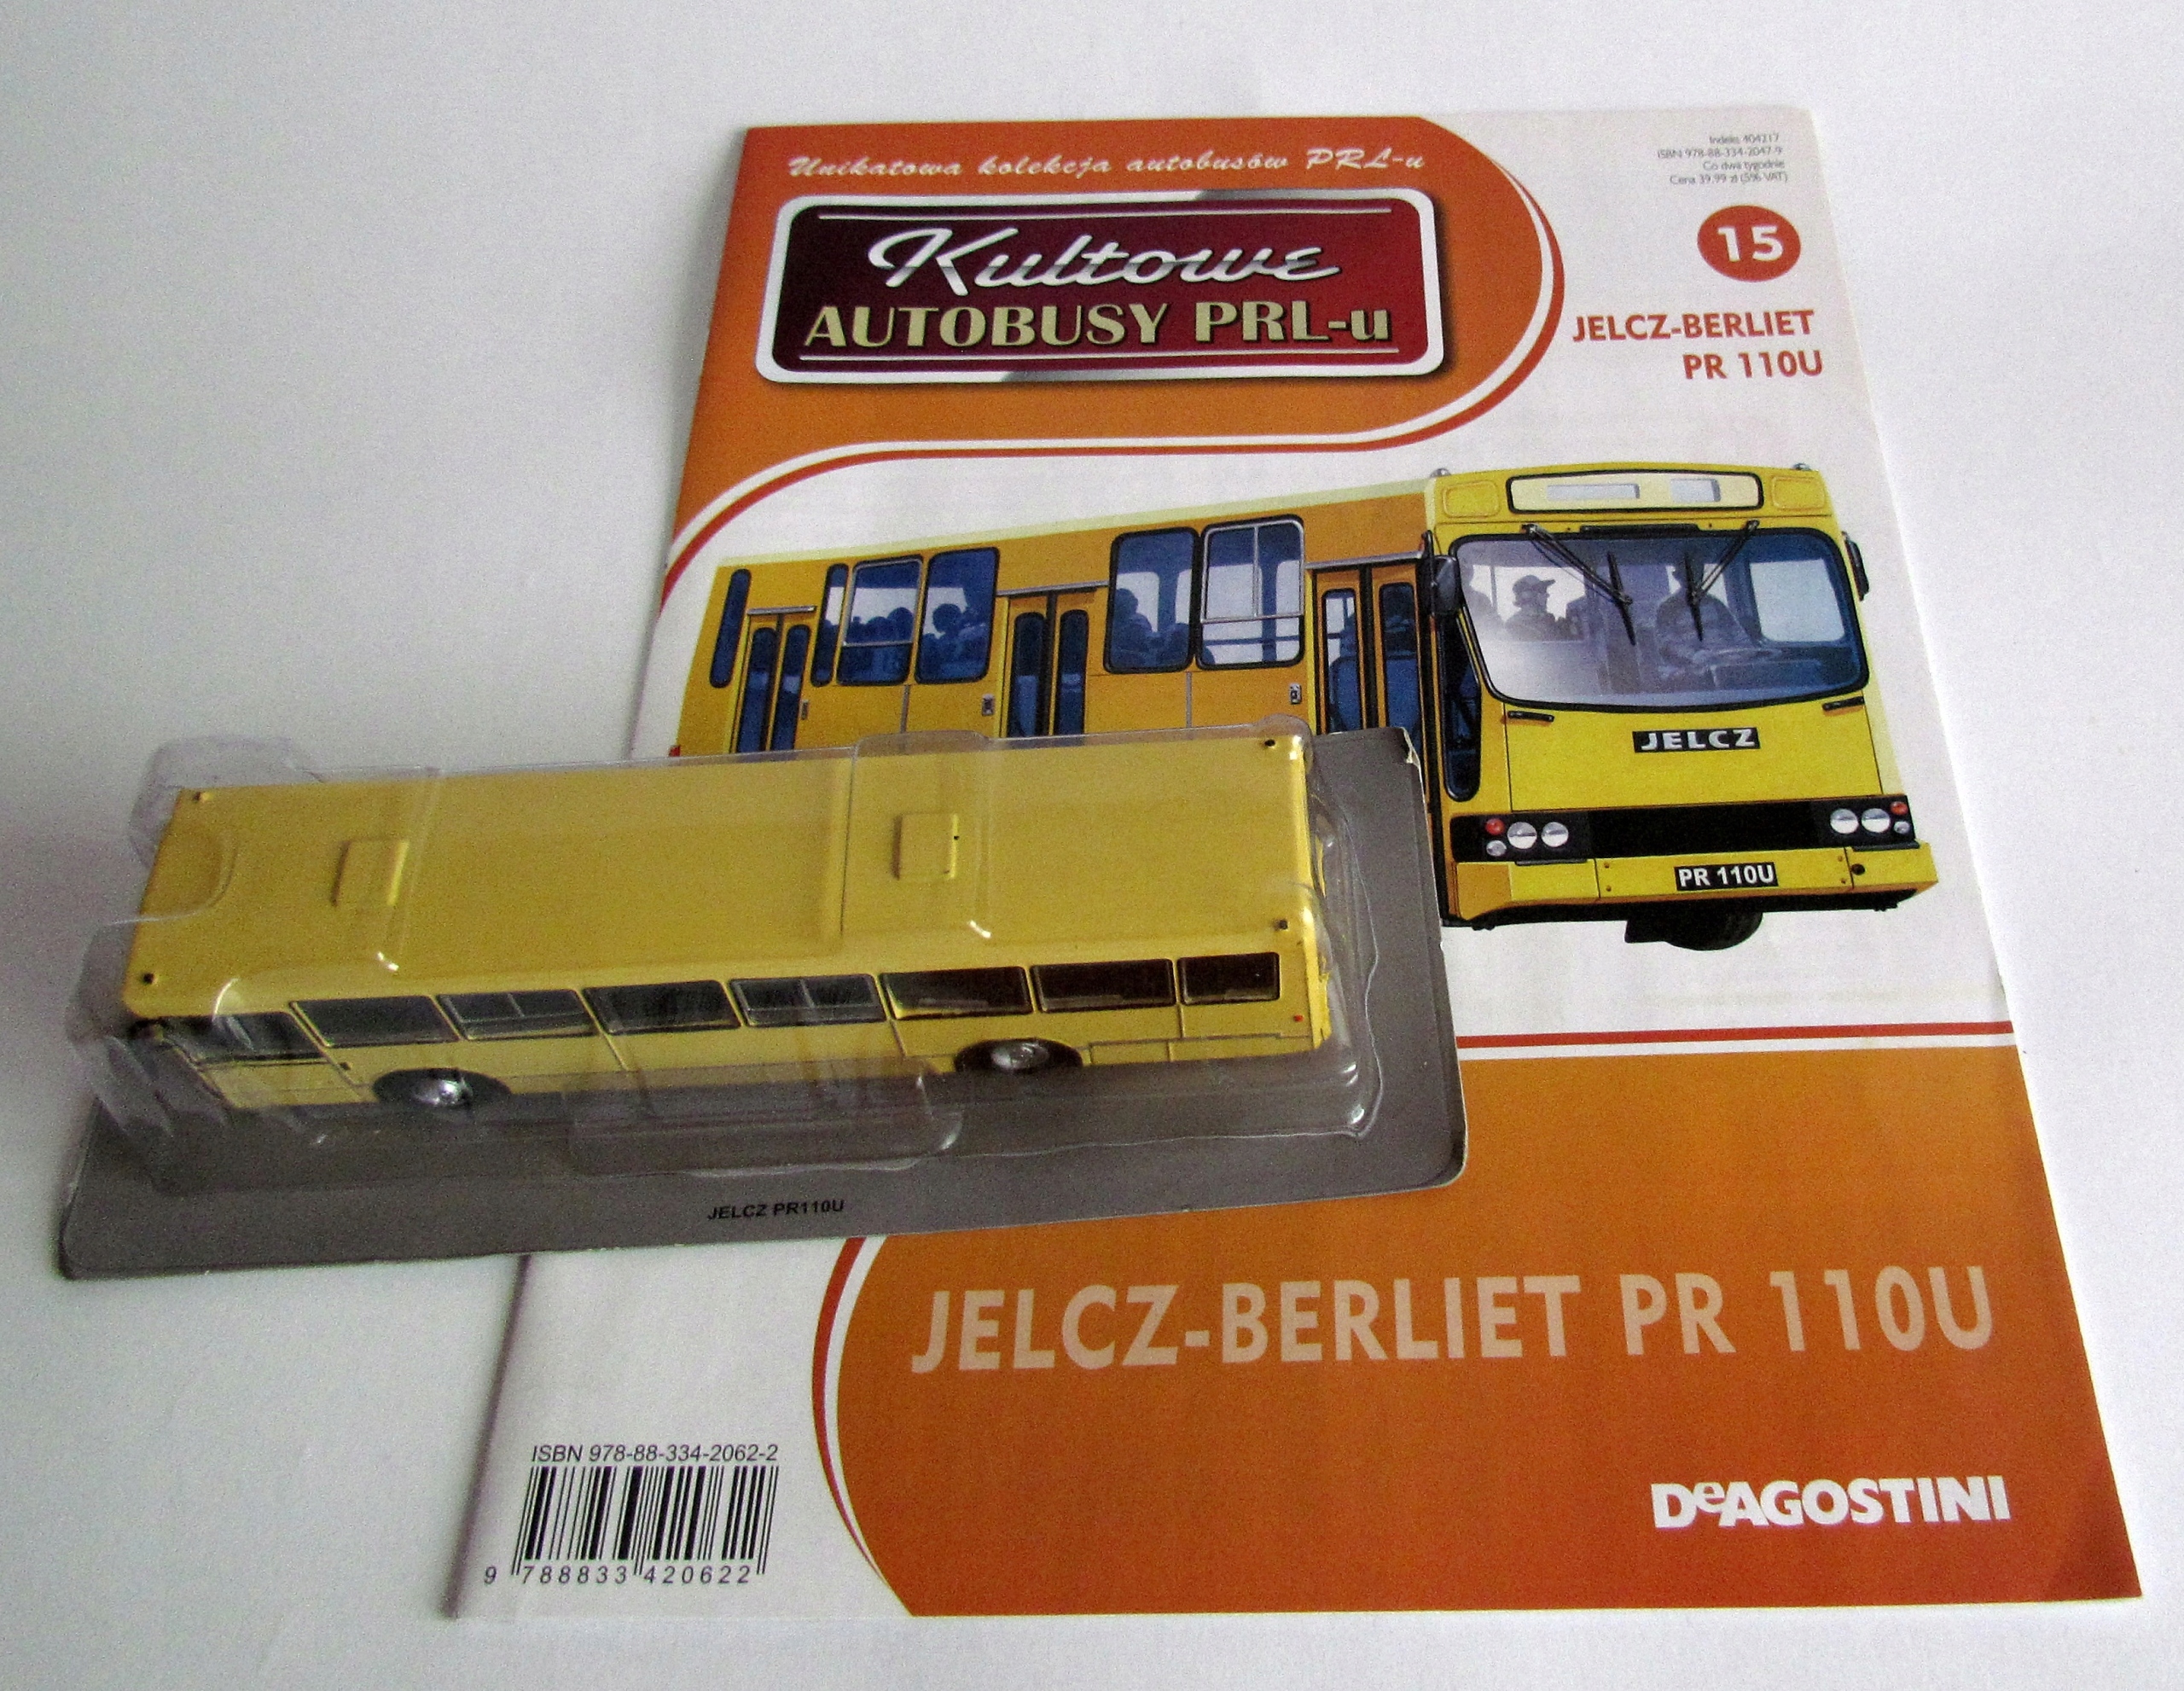 Unikatowa kolekcja autobusów PRL-u
Kultowe
AUTOBUSY PRL-u
Indeks 404217
ISBN 978-88-334-2047-9
Co dwa tygodnie
Cena 39,99 zł (5% VAT)
15
JELCZ-BERLIET
PR 110U
JELCZ
PR 110U
JELCZ PR110U
JELCZ-BERLIET PR 110U
ISBN 978-88-334-2062-2
9 788833 420622
DeAGOSTINI